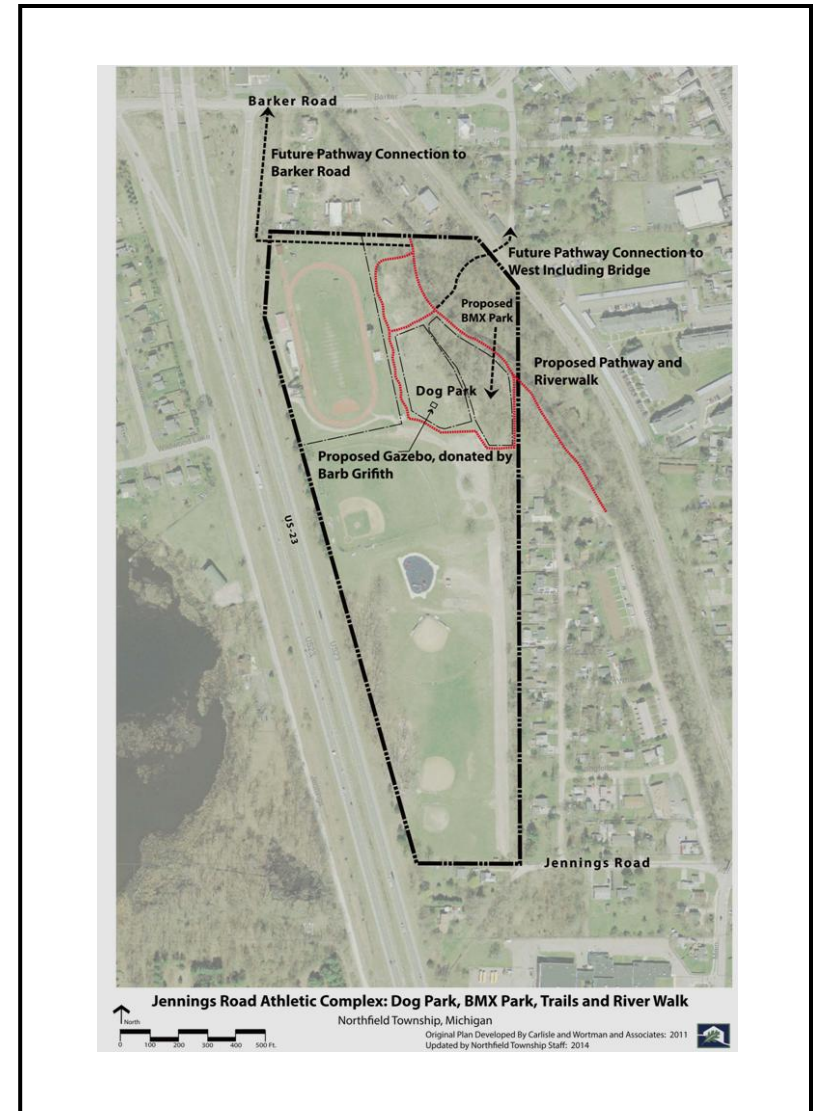 Barker Road
Barker
Future Pathway Connection to
Barker Road
Future Pathway Connection to
West Including Bridge
Proposed
BMX Park
Proposed Pathway and
Riverwalk
Dog Park
Proposed Gazebo, donated by
Barb Grifith
US-23
Jennings Road
Jennings Road Athletic Complex: Dog Park, BMX Park, Trails and River Walk
Northfield Township, Michigan
North
Original Plan Developed By Carlisle and Wortman and Associates: 2011
Updated by Northfield Township Staff: 2014
0 100 200 300 400 500 Ft.